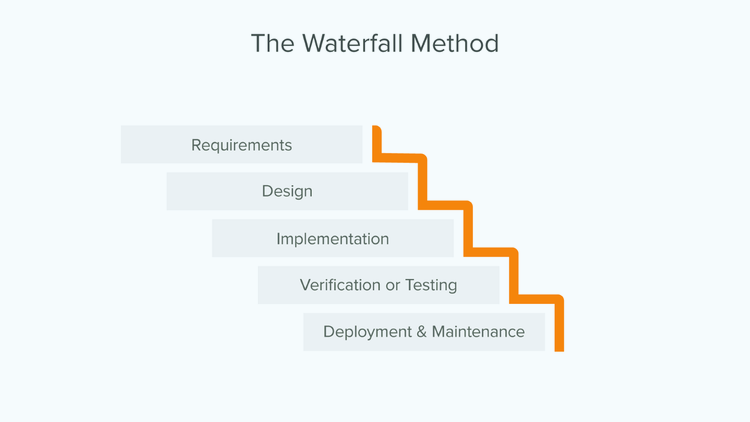 The Waterfall Method
Requirements
Design
Implementation
Verification or Testing
Deployment & Maintenance